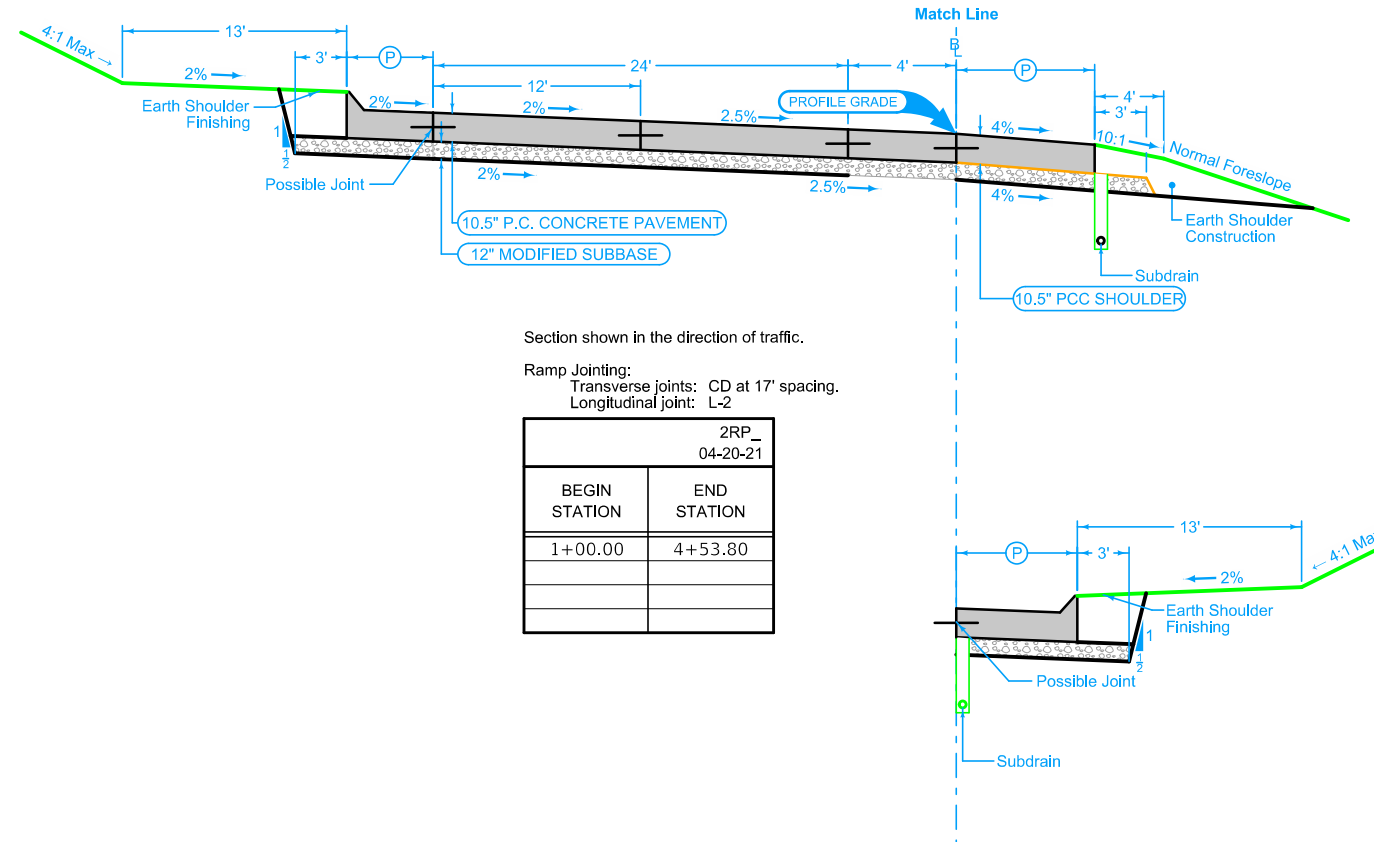 Match Line
B
L
4:1 Max →
13'
3'
P
24'
4'
P
2%
12'
PROFILE GRADE
4'
3'
Earth Shoulder
Finishing
2%
2%
2.5%
4%
10:1
Normal Foreslope
1
1/2
Possible Joint
2%
2.5%
4%
Earth Shoulder
Construction
10.5" P.C. CONCRETE PAVEMENT
12" MODIFIED SUBBASE
Subdrain
10.5" PCC SHOULDER
Section shown in the direction of traffic.
Ramp Jointing:
Transverse joints: CD at 17' spacing.
Longitudinal joint: L-2
2RP_
04-20-21
BEGIN STATION
END STATION
1+00.00 4+53.80
13'
P
3'
← 4:1 Max
2%
Earth Shoulder
Finishing
1
1/2
Possible Joint
Subdrain